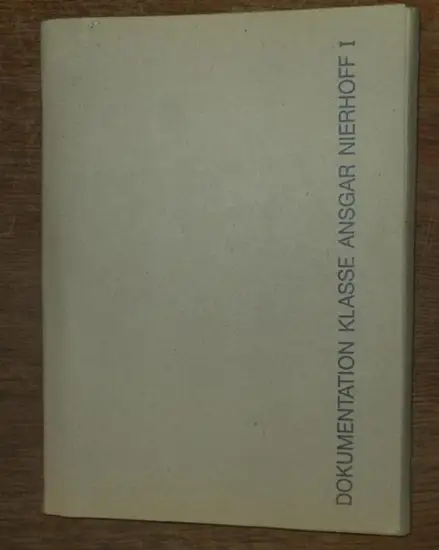 DOKUMENTATION KLASSE ANSGAR NIERHOFF I